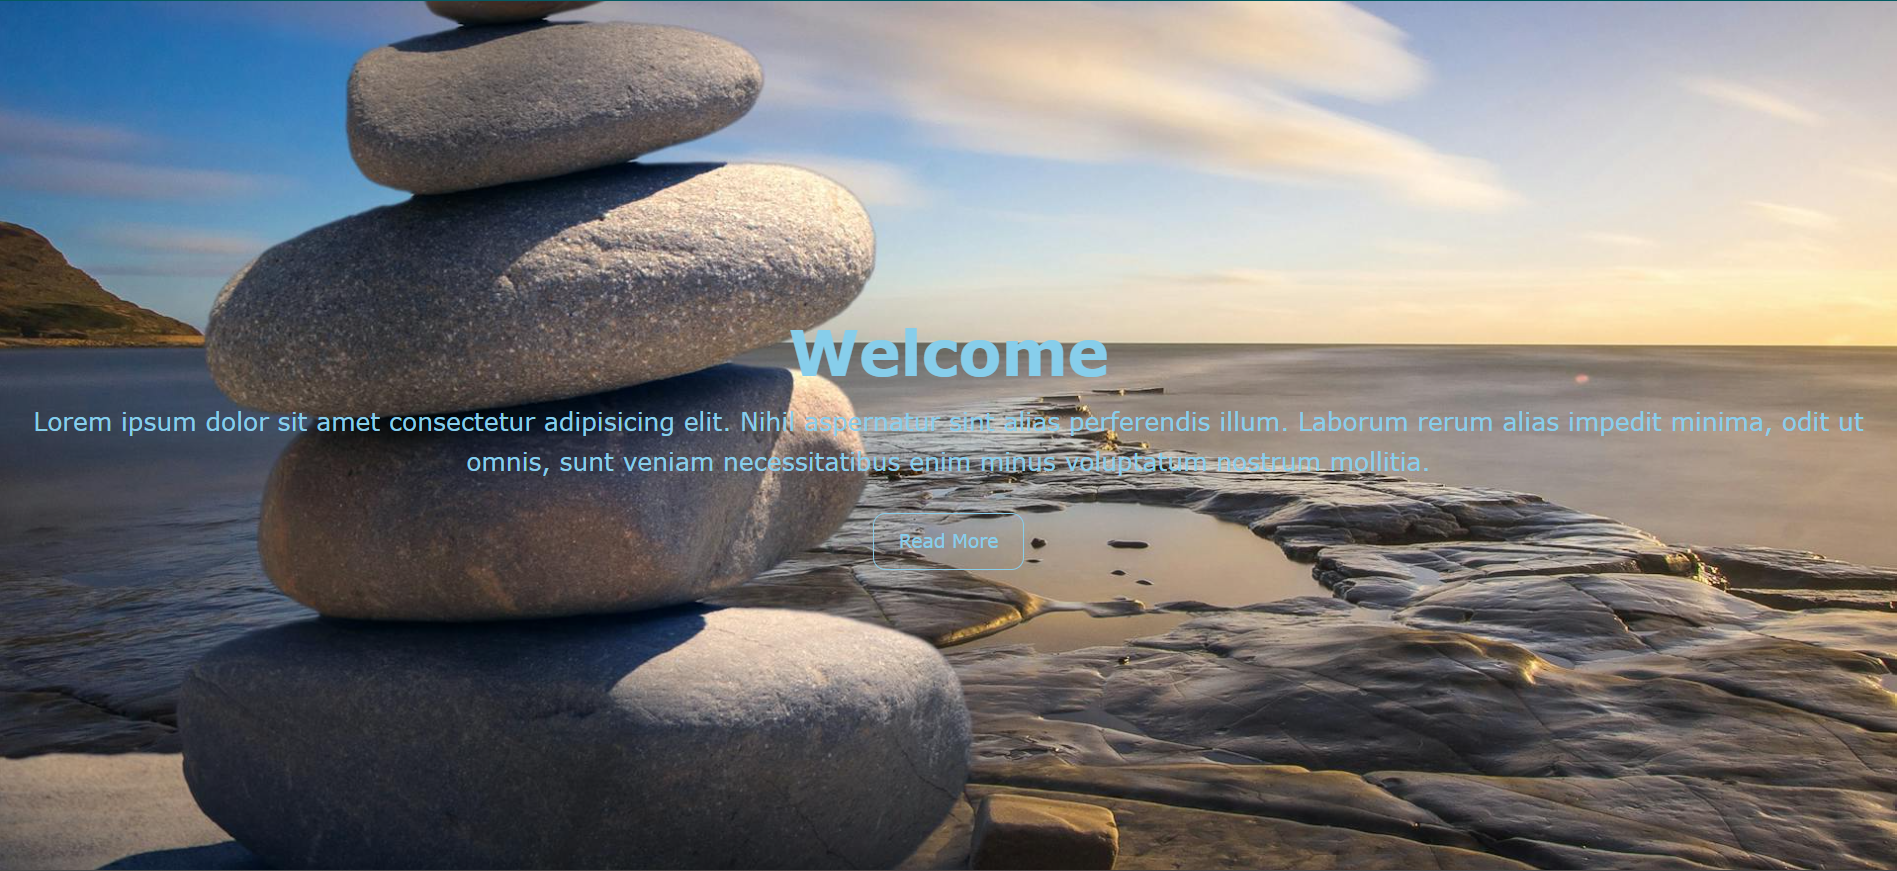 Welcome
Lorem ipsum dolor sit amet consectetur adipisicing elit. Nihil aspernatur sint alias perferendis illum. Laborum rerum alias impedit minima, odit ut
omnis, sunt veniam necessitatibus enim minus voluptatum nostrum mollitia.
Read More